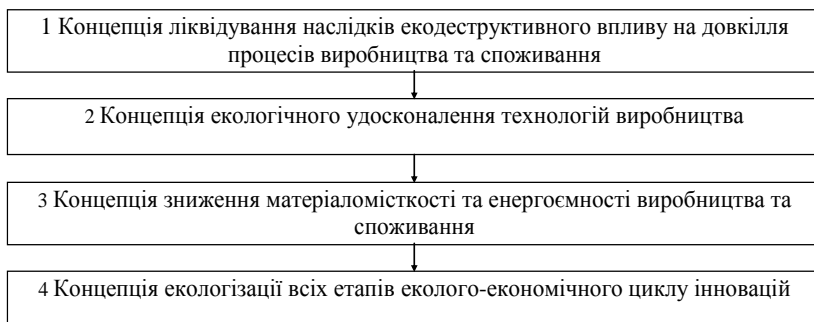 1 Концепція ліквідування наслідків екодеструктивного впливу на довкілля
процесів виробництва та споживання
2 Концепція екологічного удосконалення технологій виробництва
3 Концепція зниження матеріаломісткості та енергоємності виробництва та
споживання
4 Концепція екологізації всіх етапів еколого-економічного циклу інновацій